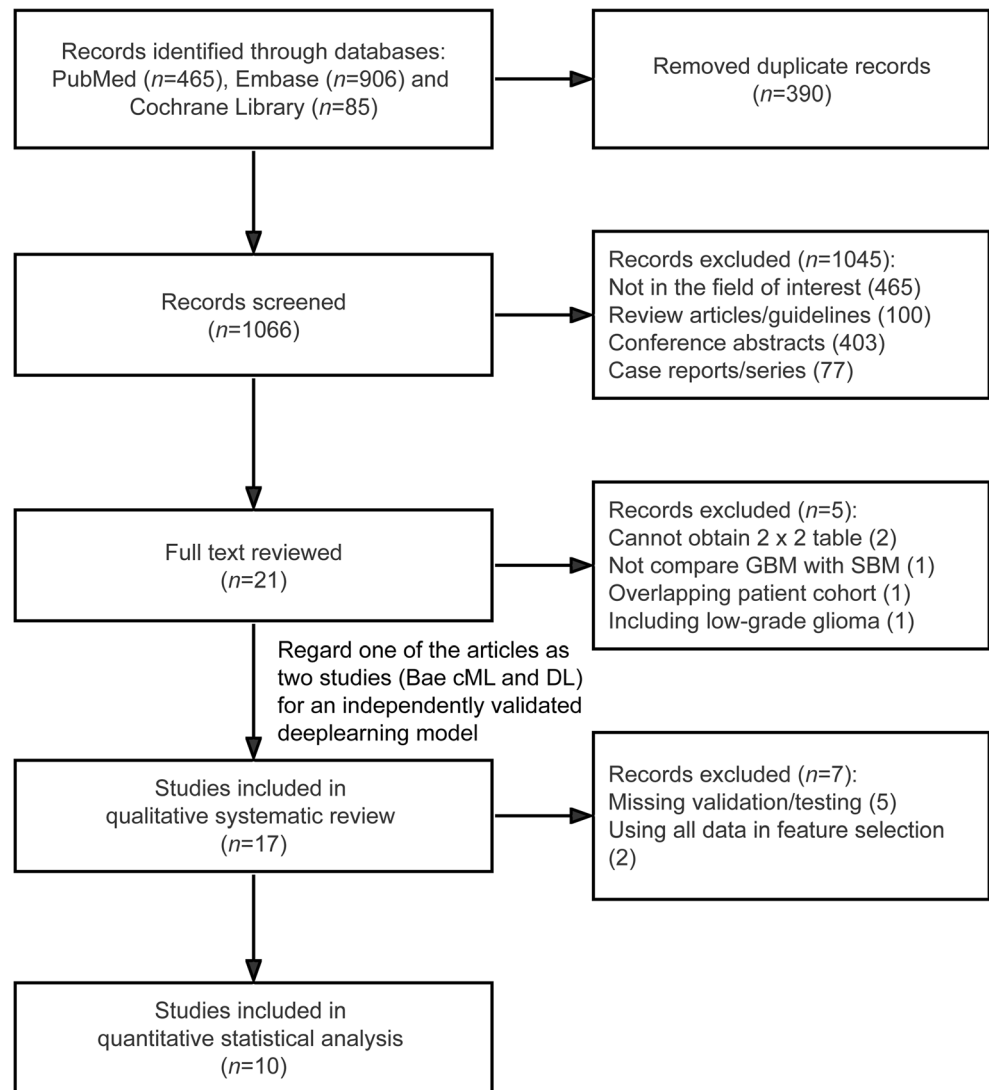 Records identified through databases:
PubMed (n=465), Embase (n=906) and
Cochrane Library (n=85)
Removed duplicate records
(n=390)
Records screened
(n=1066)
Records excluded (n=1045):
Not in the field of interest (465)
Review articles/guidelines (100)
Conference abstracts (403)
Case reports/series (77)
Full text reviewed
(n=21)
Records excluded (n=5):
Cannot obtain 2 x 2 table (2)
Not compare GBM with SBM (1)
Overlapping patient cohort (1)
Including low-grade glioma (1)
Regard one of the articles as
two studies (Bae cML and DL)
for an independently validated
deeplearning model
Studies included in
qualitative systematic review
(n=17)
Records excluded (n=7):
Missing validation/testing (5)
Using all data in feature selection
(2)
Studies included in
quantitative statistical analysis
(n=10)